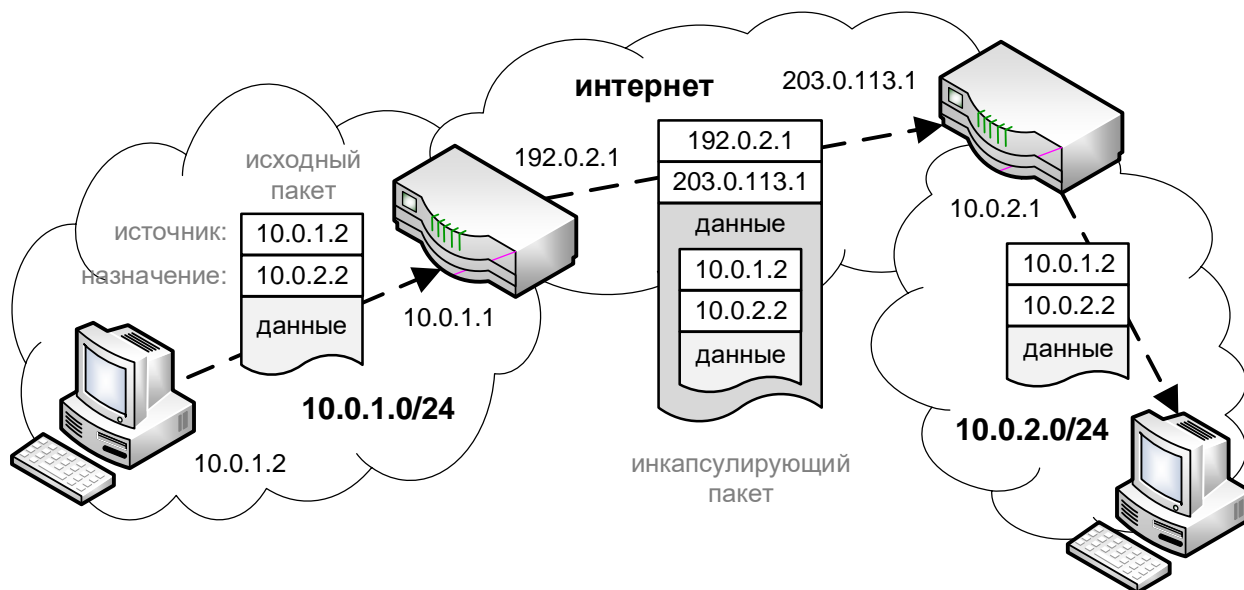 интернет
203.0.113.1
192.0.2.1
исходный
пакет
источник:
10.0.1.2
назначение:
10.0.2.2
данные
10.0.1.1
10.0.1.0/24
10.0.1.2
192.0.2.1
203.0.113.1
данные
10.0.1.2
10.0.2.2
данные
инкапсулирующий
пакет
10.0.2.1
10.0.1.2
10.0.2.2
данные
10.0.2.0/24